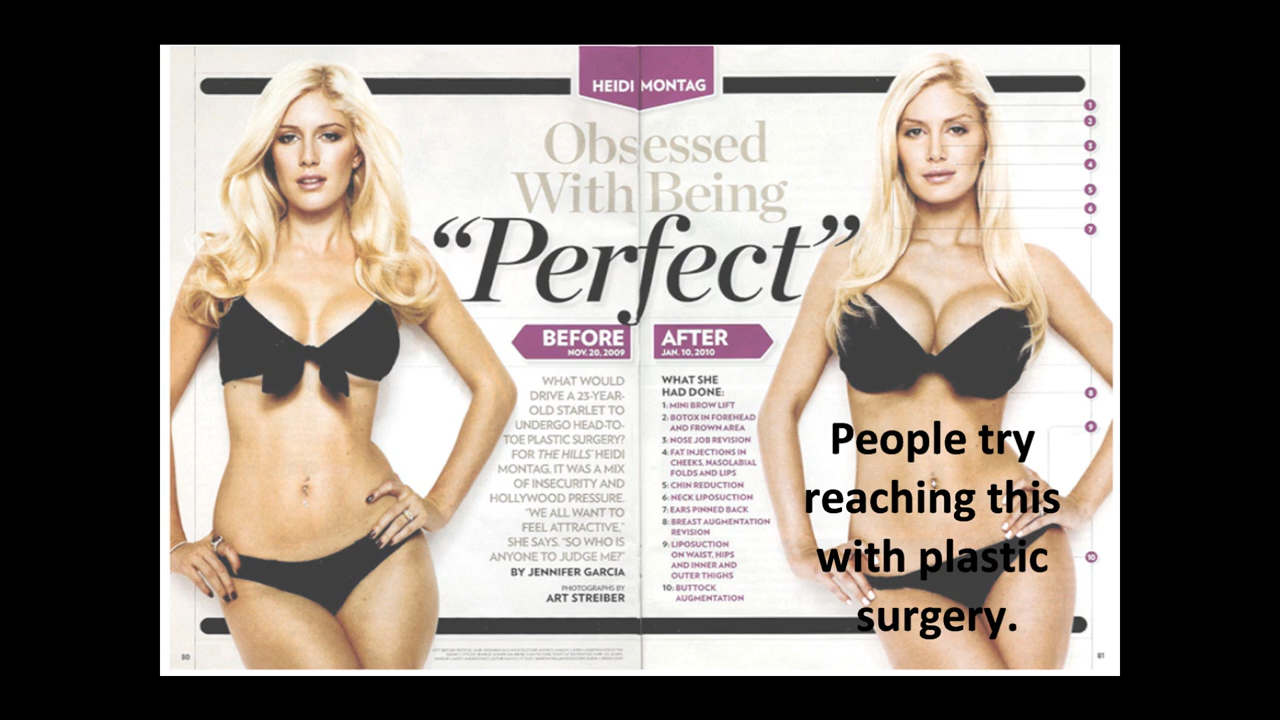 HEIDI MONTAG
Obsessed
With Being
“Perfect”
BEFORE
NOV. 20, 2009
AFTER
JAN. 10, 2010
WHAT WOULD
DRIVE A 23-YEAR-
OLD STARLET TO
UNDERGO HEAD-TO-
TOE PLASTIC SURGERY?
FOR THE HILLS' HEIDI
MONTAG, IT WAS A MIX
OF INSECURITY AND
HOLLYWOOD PRESSURE.
“WE ALL WANT TO
FEEL ATTRACTIVE,”
SHE SAYS. “SO WHO IS
ANYONE TO JUDGE ME?”
BY JENNIFER GARCIA
PHOTOGRAPHS BY
ART STREIBER
WHAT SHE
HAD DONE:
1: MINI BROW LIFT
2: BOTOX IN FOREHEAD
AND FROWN AREA
3: NOSE JOB REVISION
4: FAT INJECTIONS IN
CHEEKS, NASOLABIAL
FOLDS AND LIPS
5: CHIN REDUCTION
6: NECK LIPOSUCTION
7: EARS PINNED BACK
8: BREAST AUGMENTATION
REVISION
9: LIPOSUCTION
ON WAIST, HIPS
AND INNER AND
OUTER THIGHS
10: BUTTOCK
AUGMENTATION
1
2
3
4
5
6
7
8
9
10
People try
reaching this
with plastic
surgery.
80
81